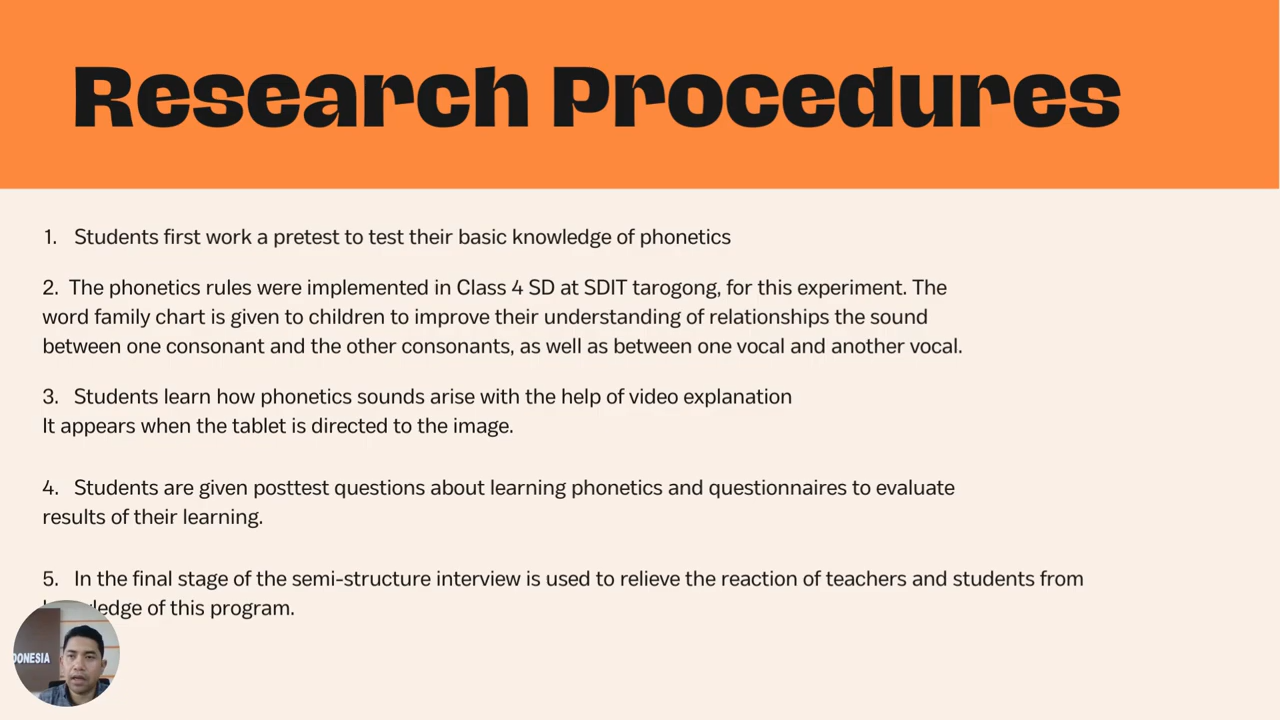 Research Procedures
1. Students first work a pretest to test their basic knowledge of phonetics
2. The phonetics rules were implemented in Class 4 SD at SDIT tarogong, for this experiment. The
word family chart is given to children to improve their understanding of relationships the sound
between one consonant and the other consonants, as well as between one vocal and another vocal.
3. Students learn how phonetics sounds arise with the help of video explanation
It appears when the tablet is directed to the image.
4. Students are given posttest questions about learning phonetics and questionnaires to evaluate
results of their learning.
5. In the final stage of the semi-structure interview is used to relieve the reaction of teachers and students from
of this program.
DONESIA